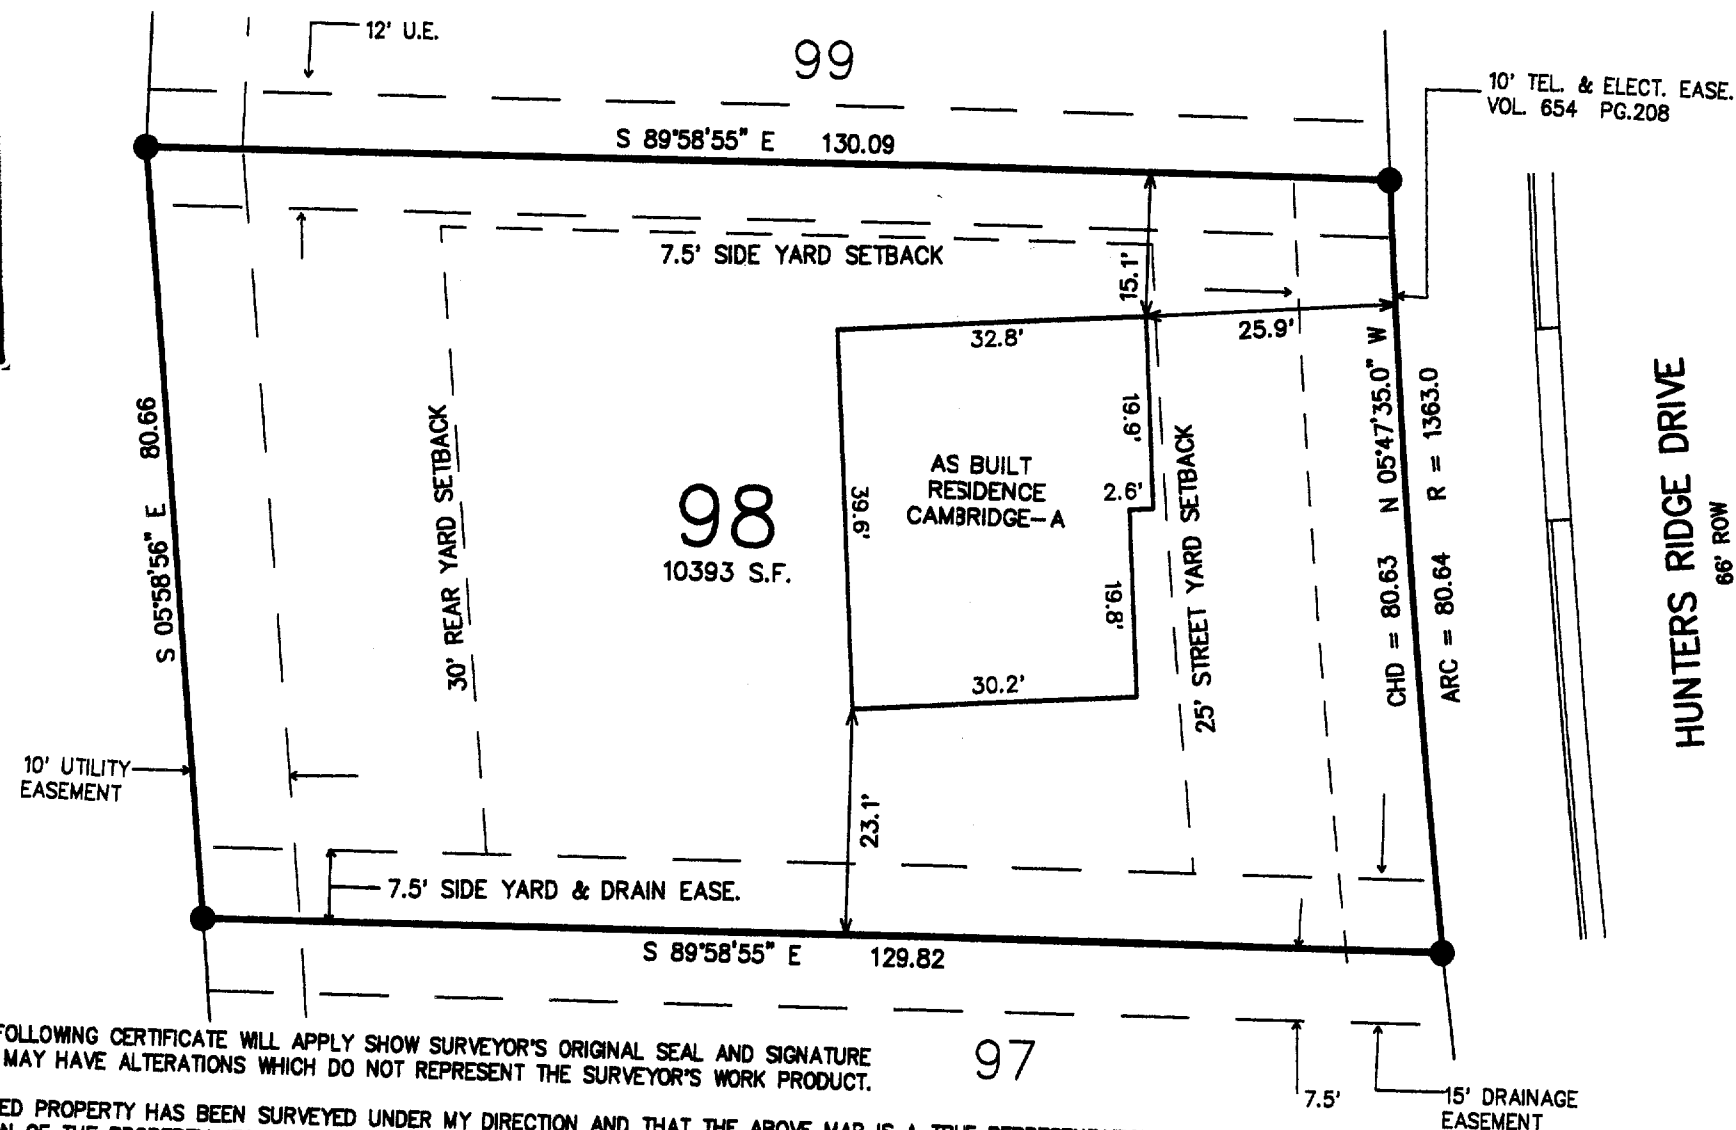 12' U.E.
99
10' TEL. & ELECT. EASE.
VOL. 654 PG.208
S 89°58'55" E 130.09
7.5' SIDE YARD SETBACK
15.1'
25.9'
32.8'
19.9'
AS BUILT
RESIDENCE
CAMBRIDGE-A
2.6'
39.6'
98
10393 S.F.
19.8'
30.2'
30' REAR YARD SETBACK
25' STREET YARD SETBACK
S 05°58'56" E 80.66
CHD = 80.63 N 05°47'35.0" W
ARC = 80.64 R = 1363.0
HUNTERS RIDGE DRIVE
66' ROW
10' UTILITY
EASEMENT
23.1'
7.5' SIDE YARD & DRAIN EASE.
S 89°58'55" E 129.82
97
7.5'
15' DRAINAGE
EASEMENT
FOLLOWING CERTIFICATE WILL APPLY SHOW SURVEYOR'S ORIGINAL SEAL AND SIGNATURE
MAY HAVE ALTERATIONS WHICH DO NOT REPRESENT THE SURVEYOR'S WORK PRODUCT.
ED PROPERTY HAS BEEN SURVEYED UNDER MY DIRECTION AND THAT THE ABOVE MAP IS A TRUE